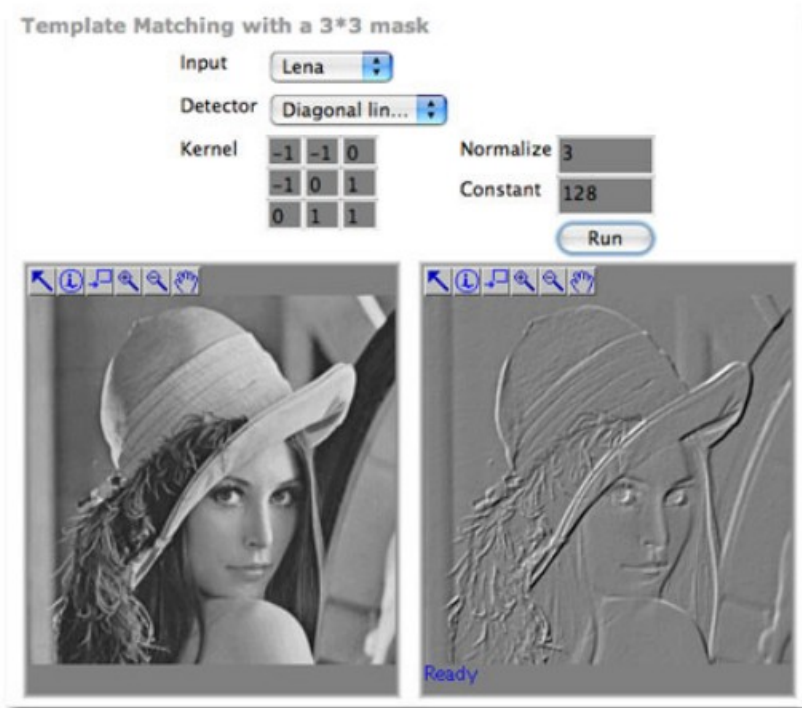 Template Matching with a 3*3 mask
Input Lena
Detector Diagonal lin...
Kernel -1 -1 0 Normalize 3
-1 0 1 Constant 128
0 1 1
Run
Ready